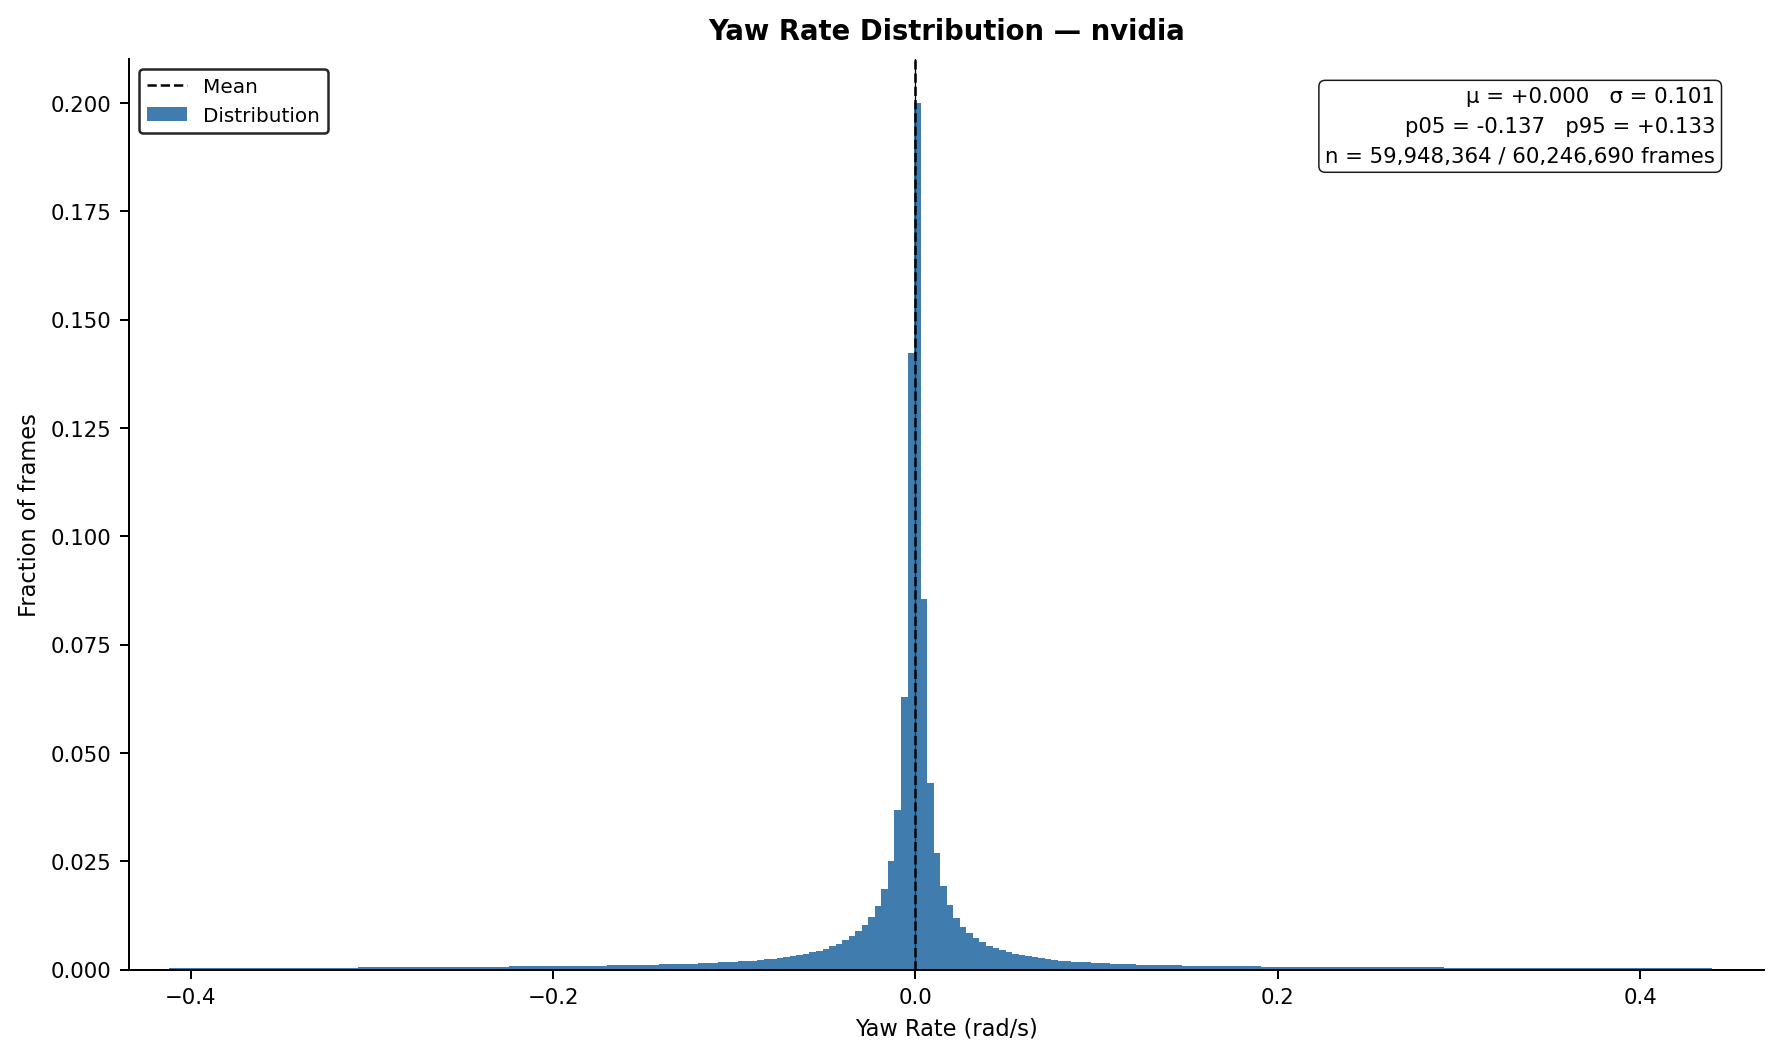 Yaw Rate Distribution — nvidia
Mean
Distribution
μ = +0.000   σ = 0.101
p05 = -0.137   p95 = +0.133
n = 59,948,364 / 60,246,690 frames
Fraction of frames
0.200
0.175
0.150
0.125
0.100
0.075
0.050
0.025
0.000
−0.4
−0.2
0.0
0.2
0.4
Yaw Rate (rad/s)